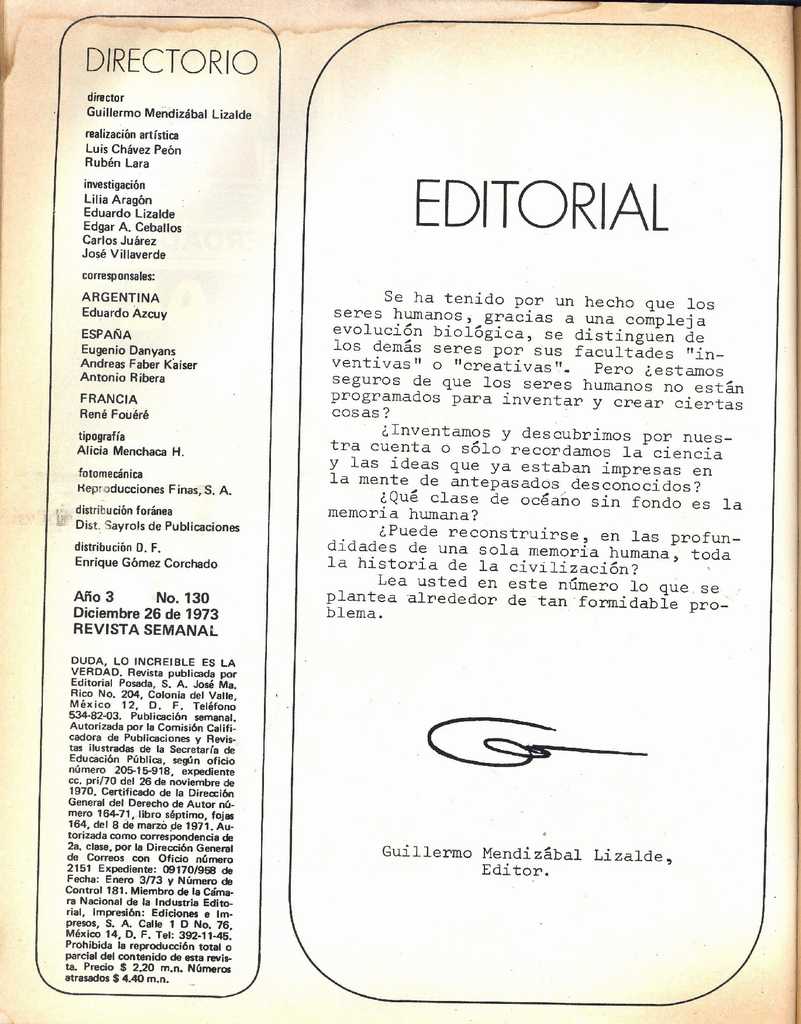 DIRECTORIO
director
Guillermo Mendizábal Lizalde
realización artística
Luis Chávez Peón
Rubén Lara
investigación
Lilia Aragón
Eduardo Lizalde
Edgar A. Ceballos
Carlos Juárez
José Villaverde
corresponsales:
ARGENTINA
Eduardo Azcuy
ESPAÑA
Eugenio Danyans
Andreas Faber Kaiser
Antonio Ribera
FRANCIA
René Fouéré
tipografía
Alicia Menchaca H.
fotomecánica
Reproducciones Finas, S. A.
distribución foránea
Dist. Sayrols de Publicaciones
distribución D. F.
Enrique Gómez Corchado
Año 3 No. 130
Diciembre 26 de 1973
REVISTA SEMANAL
DUDA, LO INCREIBLE ES LA
VERDAD. Revista publicada por
Editorial Posada, S. A. José Ma.
Rico No. 204, Colonia del Valle,
México 12, D. F. Teléfono
534-82-03. Publicación semanal.
Autorizada por la Comisión Califi-
cadora de Publicaciones y Revis-
tas ilustradas de la Secretaría de
Educación Pública, según oficio
número 205-15-918, expediente
cc. pri/70 del 26 de noviembre de
1970. Certificado de la Dirección
General del Derecho de Autor nú-
mero 164-71, libro séptimo, fojas
164, del 8 de marzo de 1971. Au-
torizada como correspondencia de
2a. clase, por la Dirección General
de Correos con Oficio número
2151 Expediente: 09170/958 de
Fecha: Enero 3/73 y Número de
Control 181. Miembro de la Cáma-
ra Nacional de la Industria Edito-
rial, Impresión: Ediciones e Im-
presos, S. A. Calle 1 D No. 76,
México 14, D. F. Tel: 392-11-45.
Prohibida la reproducción total o
parcial del contenido de esta revis-
ta. Precio $ 2.20 m.n. Números
atrasados $ 4.40 m.n.
EDITORIAL
Se ha tenido por un hecho que los
seres humanos, gracias a una compleja
evolución biológica, se distinguen de
los demás seres por sus facultades "in-
ventivas" o "creativas". Pero ¿estamos
seguros de que los seres humanos no están
programados para inventar y crear ciertas
cosas?
¿Inventamos y descubrimos por nues-
tra cuenta o sólo recordamos la ciencia
y las ideas que ya estaban impresas en
la mente de antepasados desconocidos?
¿Qué clase de océano sin fondo es la
memoria humana?
¿Puede reconstruirse, en las profun-
didades de una sola memoria humana, toda
la historia de la civilización?
Lea usted en este número lo que se
plantea alrededor de tan formidable pro-
blema.
Guillermo Mendizábal Lizalde,
Editor.